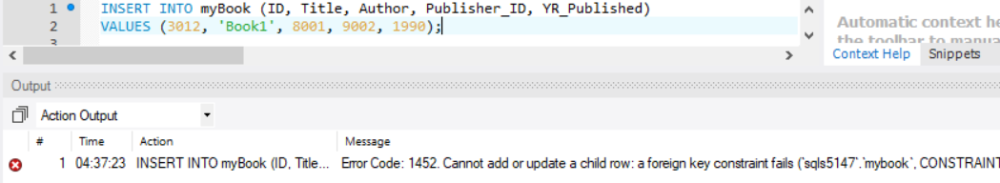 1 INSERT INTO myBook (ID, Title, Author, Publisher_ID, YR_Published)
2 VALUES (3012, 'Book1', 8001, 9002, 1990);
3
Automatic context he
the toolbar to manua
Context Help Snippets
Output
Action Output
# Time Action Message
1 04:37:23 INSERT INTO myBook (ID, Title... Error Code: 1452. Cannot add or update a child row: a foreign key constraint fails (`sqls5147`.`mybook`, CONSTRAINT